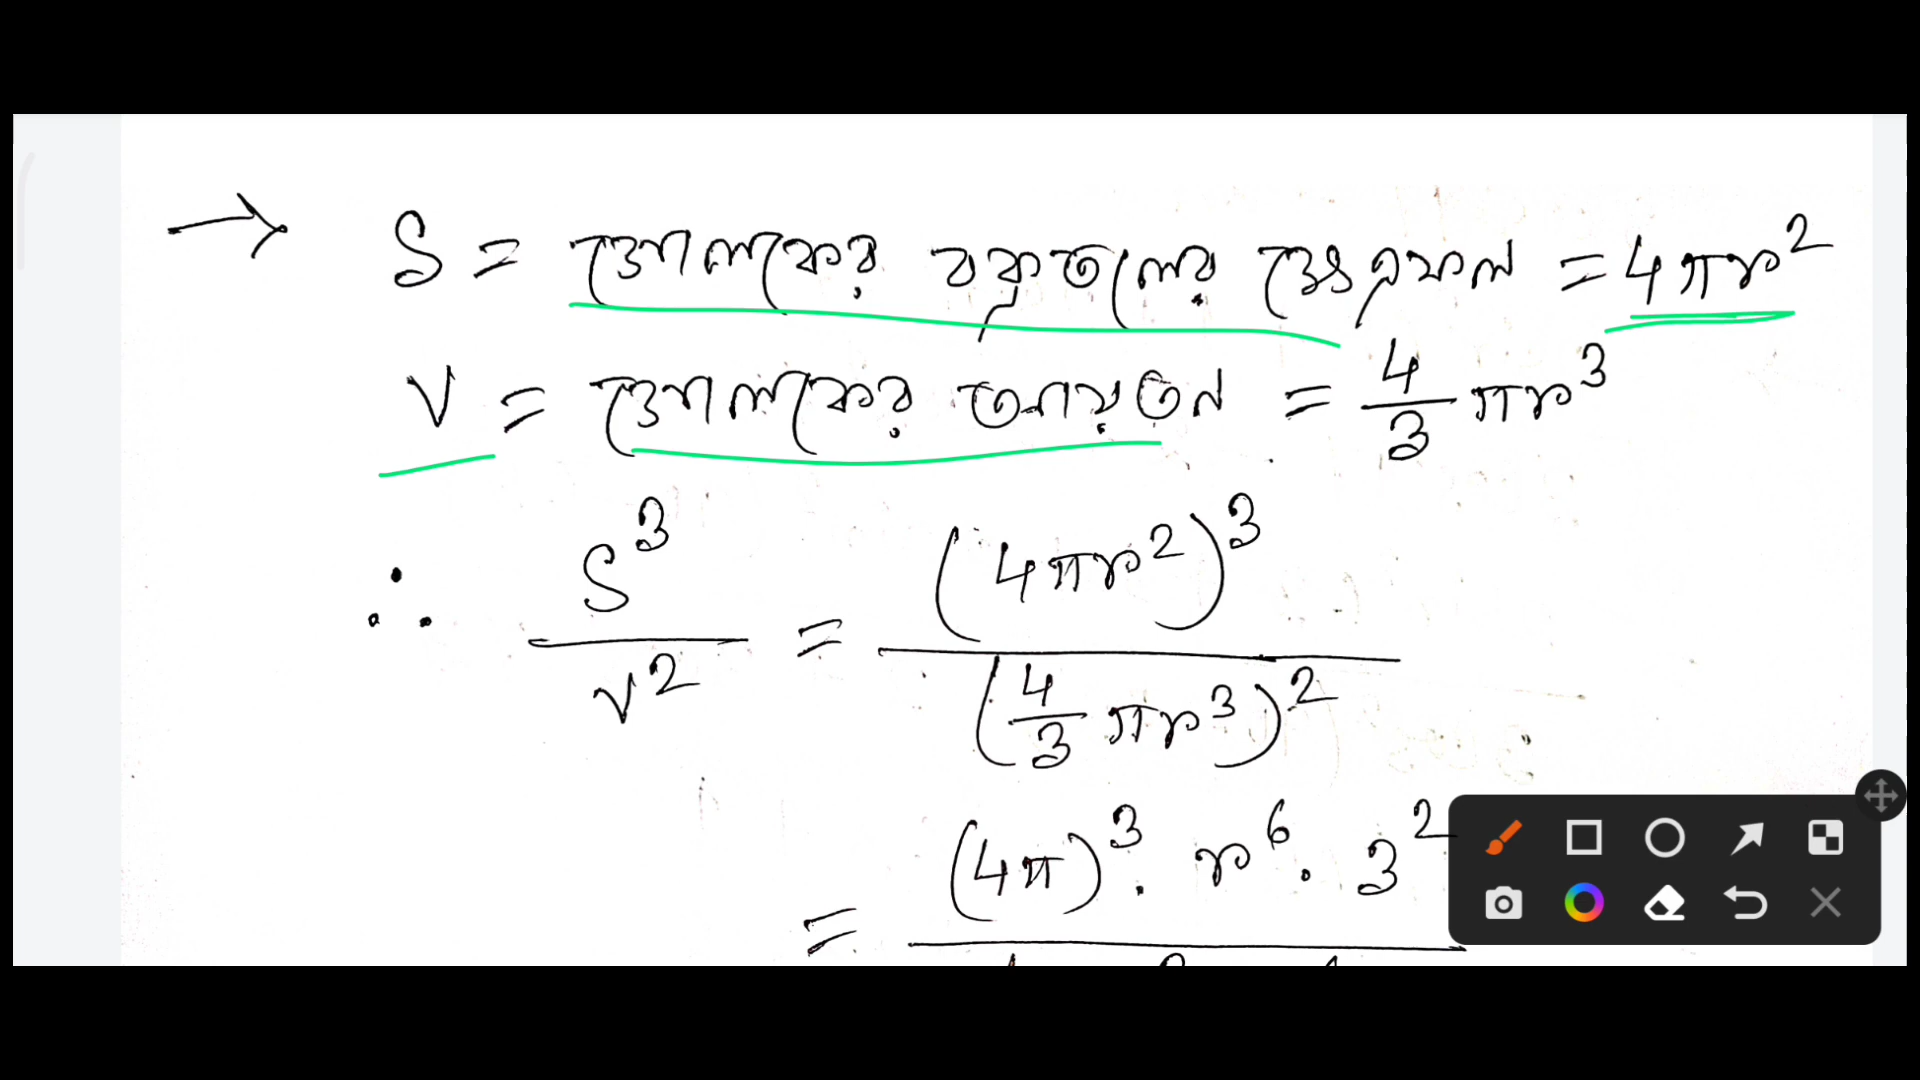 → S = গোলকের বক্রতলের ক্ষেত্রফল = 4πr²
V = গোলকের আয়তন = 4/3 πr³
∴ S³/V² = (4πr²)³/(4/3 πr³)²
= (4π)³. r⁶. 3²